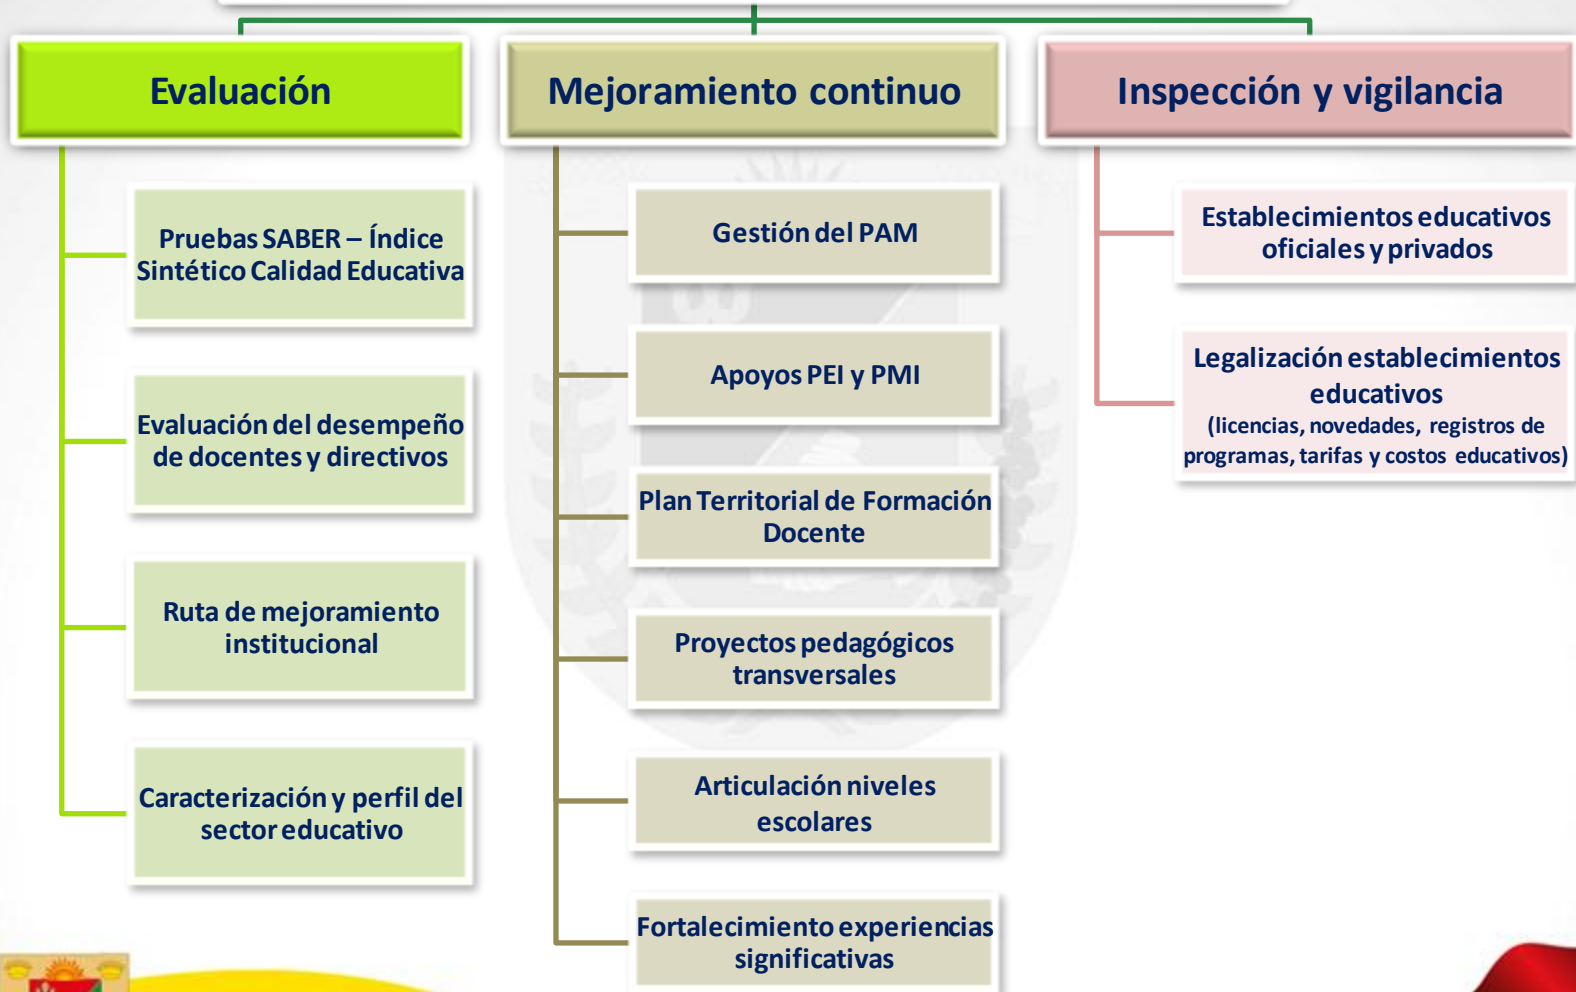 Evaluación
Pruebas SABER – Índice
Sintético Calidad Educativa
Evaluación del desempeño
de docentes y directivos
Ruta de mejoramiento
institucional
Caracterización y perfil del
sector educativo
Mejoramiento continuo
Gestión del PAM
Apoyos PEI y PMI
Plan Territorial de Formación
Docente
Proyectos pedagógicos
transversales
Articulación niveles
escolares
Fortalecimiento experiencias
significativas
Inspección y vigilancia
Establecimientos educativos
oficiales y privados
Legalización establecimientos
educativos
(licencias, novedades, registros de
programas, tarifas y costos educativos)